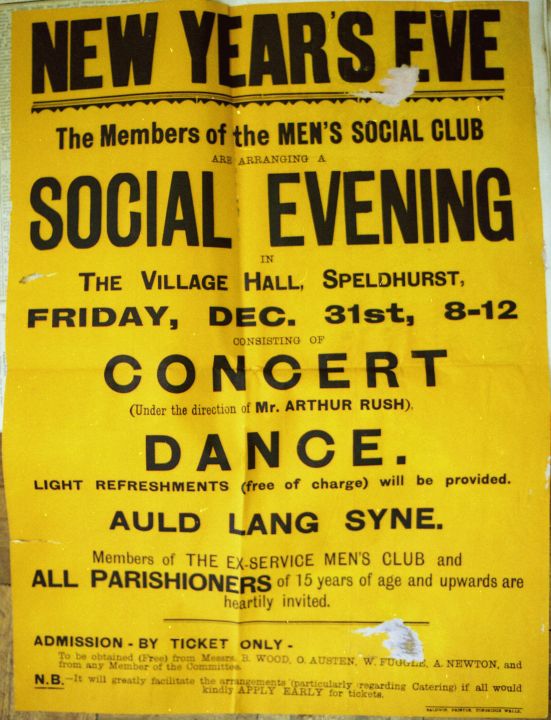 NEW YEAR'S EVE
The Members of the MEN'S SOCIAL CLUB
ARE ARRANGING A
SOCIAL EVENING
IN
THE VILLAGE HALL, SPELDHURST,
FRIDAY, DEC. 31st, 8-12
CONSISTING OF
CONCERT
(Under the direction of Mr. ARTHUR RUSH),
DANCE.
LIGHT REFRESHMENTS (free of charge) will be provided.
AULD LANG SYNE.
Members of THE EX-SERVICE MEN'S CLUB and
ALL PARISHIONERS of 15 years of age and upwards are
heartily invited.
ADMISSION - BY TICKET ONLY -
To be obtained (Free) from Messrs. B. WOOD, O. AUSTEN, W. FUGGLE, A. NEWTON, and
from any Member of the Committee.
N.B.—It will greatly facilitate the arrangements (particularly regarding Catering) if all would
kindly APPLY EARLY for tickets.
BALDWIN, PRINTER, TUNBRIDGE WELLS.